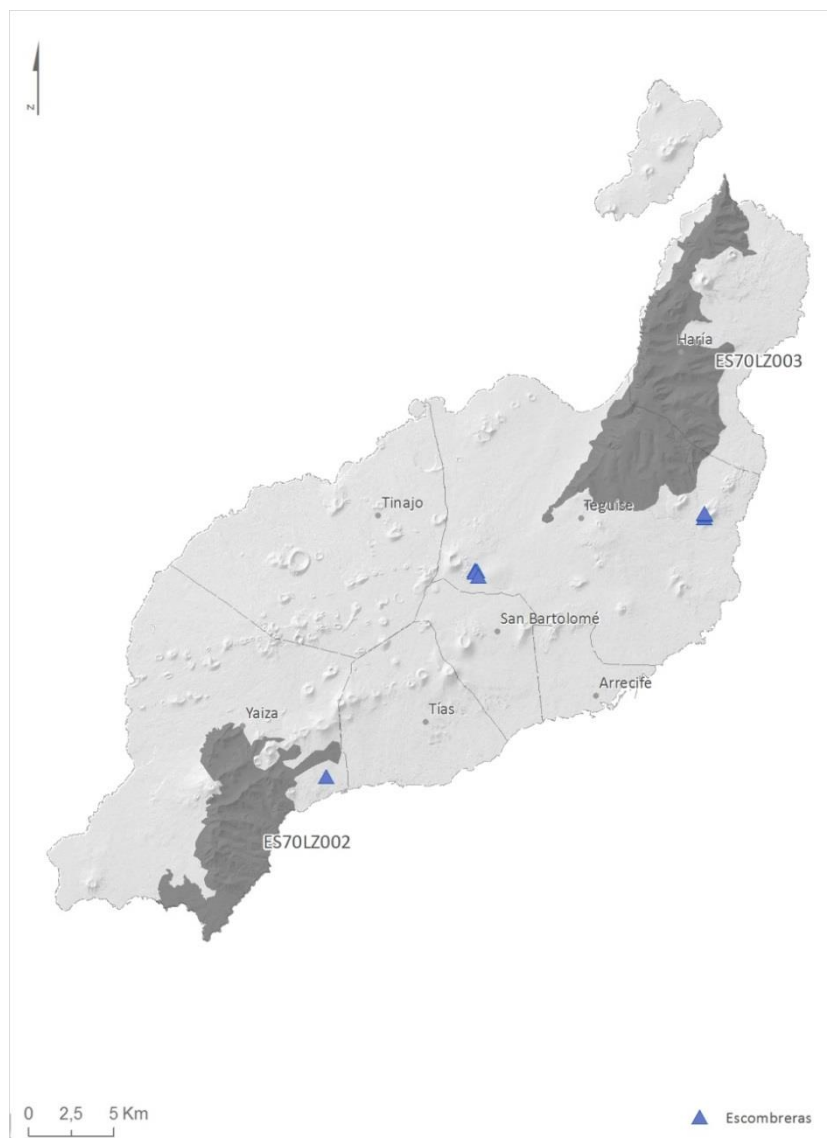 N
Haría
ES70LZ003
Tinajo
Teguise
San Bartolomé
Arrecife
Yaiza
Tías
ES70LZ002
0 2,5 5 Km
Escombreras